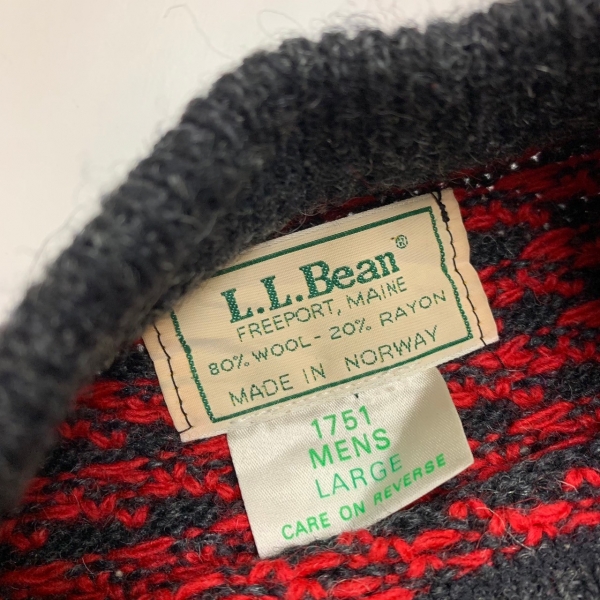 L.L.Bean®
FREEPORT, MAINE
80% WOOL - 20% RAYON
MADE IN NORWAY
1751
MENS
LARGE
CARE ON REVERSE